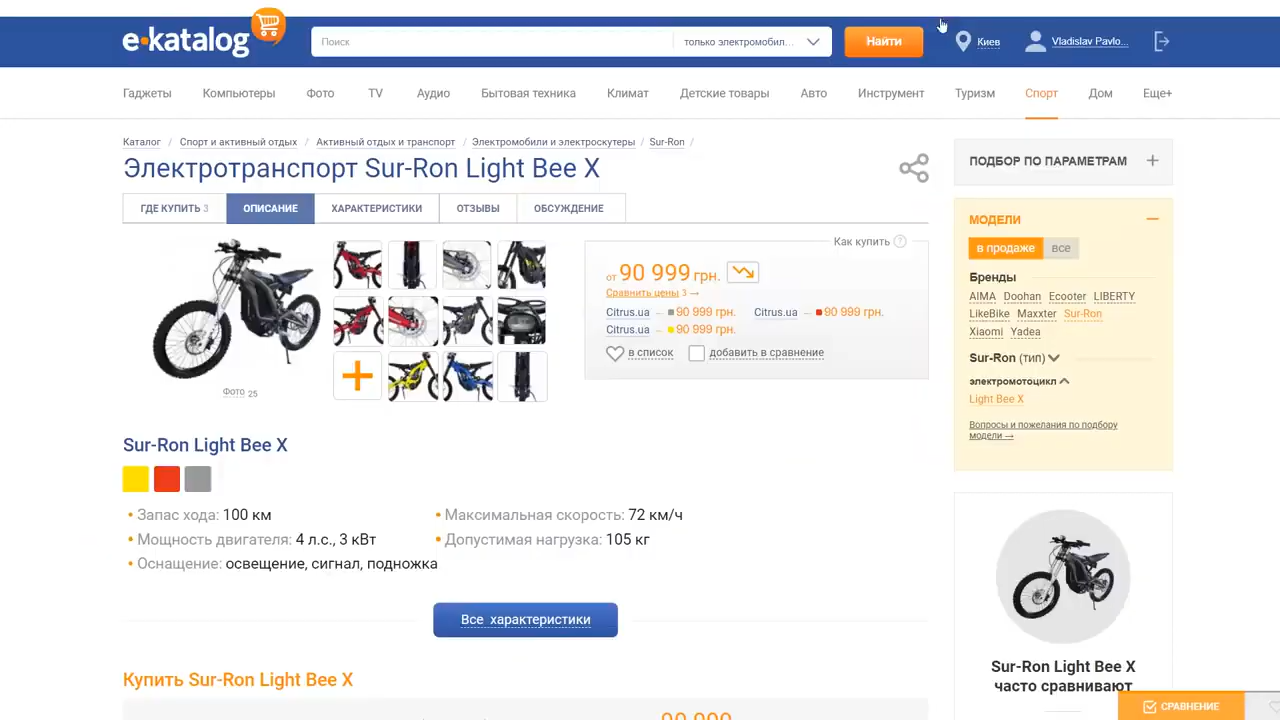 e·katalog
Поиск
только электромобил...
Найти
Киев
Vladislav Pavlo...
Гаджеты Компьютеры Фото TV Аудио Бытовая техника Климат Детские товары Авто Инструмент Туризм Спорт Дом Еще+
Каталог / Спорт и активный отдых / Активный отдых и транспорт / Электромобили и электроскутеры / Sur-Ron /
Электротранспорт Sur-Ron Light Bee X
ГДЕ КУПИТЬ 3 ОПИСАНИЕ ХАРАКТЕРИСТИКИ ОТЗЫВЫ ОБСУЖДЕНИЕ
Фото 25
Как купить ?
от 90 999 грн.
Сравнить цены 3 →
Citrus.ua 90 999 грн. Citrus.ua 90 999 грн.
Citrus.ua 90 999 грн.
в список добавить в сравнение
Sur-Ron Light Bee X
• Запас хода: 100 км
• Максимальная скорость: 72 км/ч
• Мощность двигателя: 4 л.с., 3 кВт
• Допустимая нагрузка: 105 кг
• Оснащение: освещение, сигнал, подножка
Все характеристики
Купить Sur-Ron Light Bee X
90 999
ПОДБОР ПО ПАРАМЕТРАМ +
МОДЕЛИ
в продаже все
Бренды
AIMA Doohan Ecooter LIBERTY
LikeBike Maxxter Sur-Ron
Xiaomi Yadea
Sur-Ron (тип)
электромотоцикл
Light Bee X
Вопросы и пожелания по подбору
модели →
Sur-Ron Light Bee X
часто сравнивают
СРАВНЕНИЕ